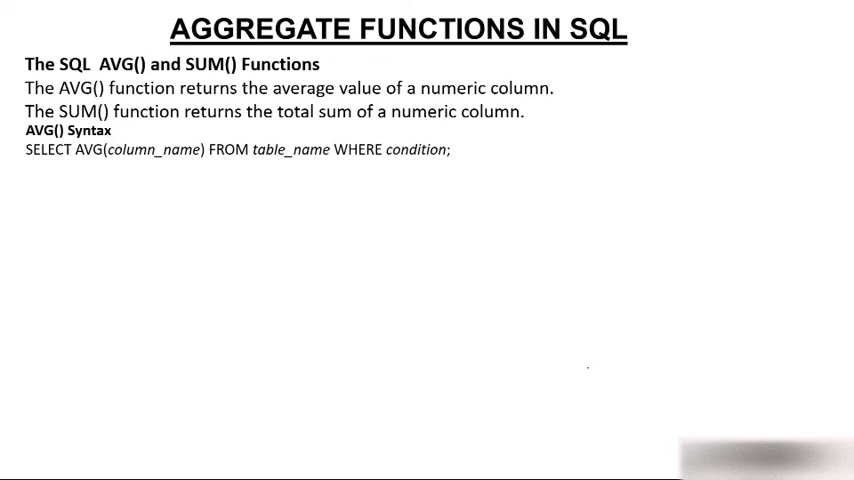 AGGREGATE FUNCTIONS IN SQL
The SQL AVG() and SUM() Functions
The AVG() function returns the average value of a numeric column.
The SUM() function returns the total sum of a numeric column.
AVG() Syntax
SELECT AVG(column_name) FROM table_name WHERE condition;